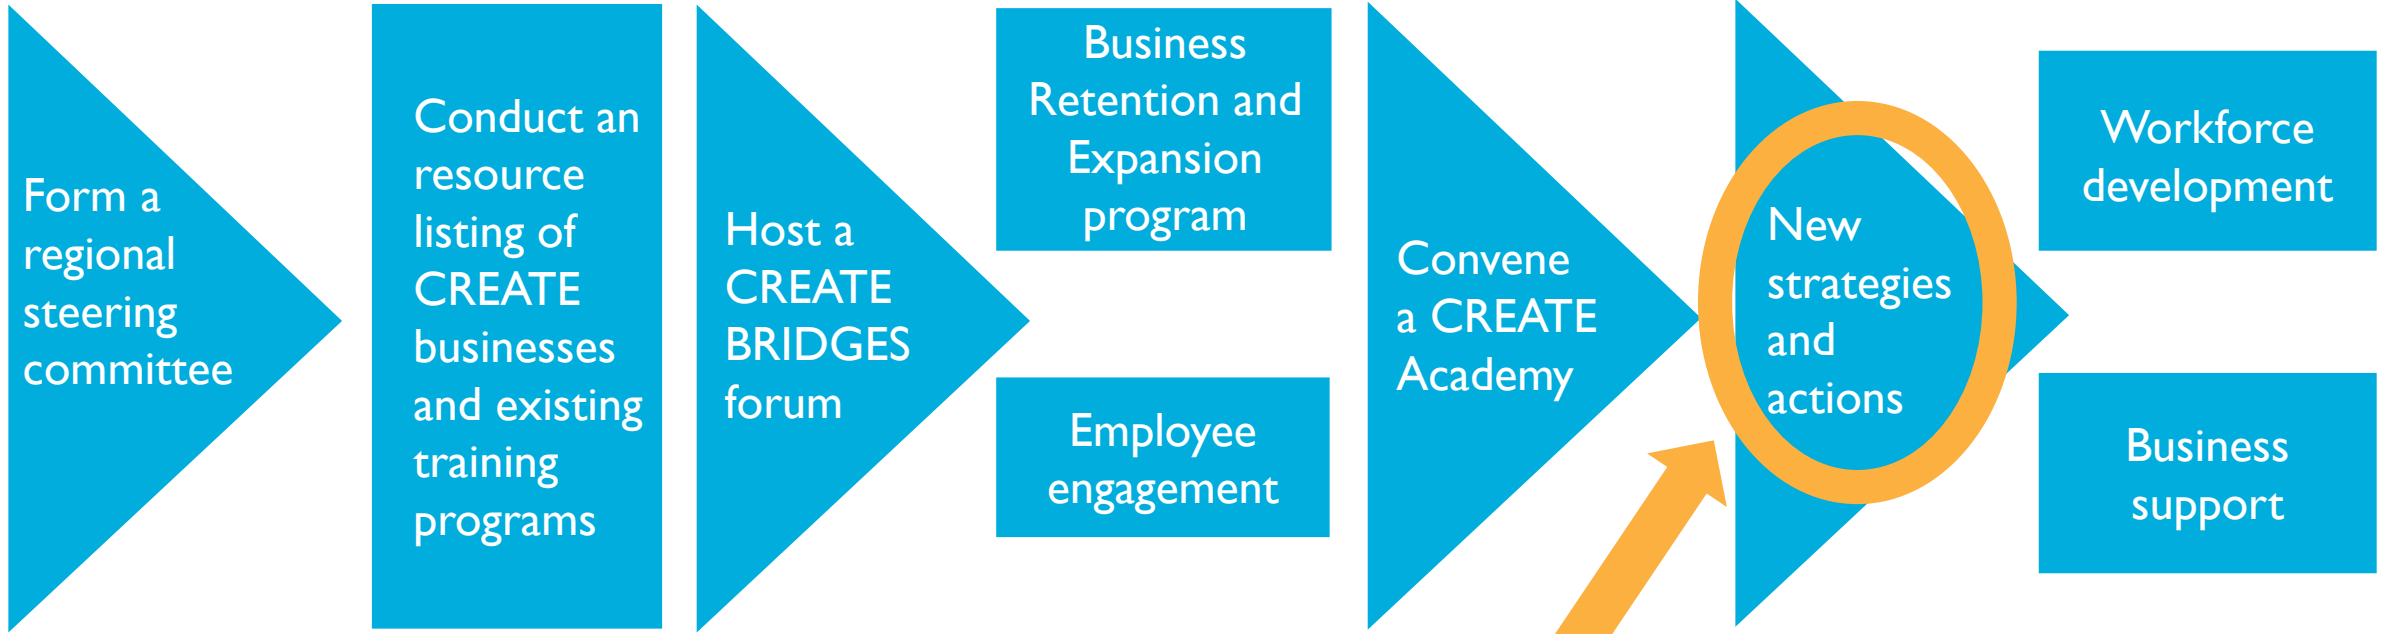 Form a
regional
steering
committee
Conduct an
resource
listing of
CREATE
businesses
and existing
training
programs
Host a
CREATE
BRIDGES
forum
Business
Retention and
Expansion
program
Employee
engagement
Convene
a CREATE
Academy
New
strategies
and
actions
Workforce
development
Business
support